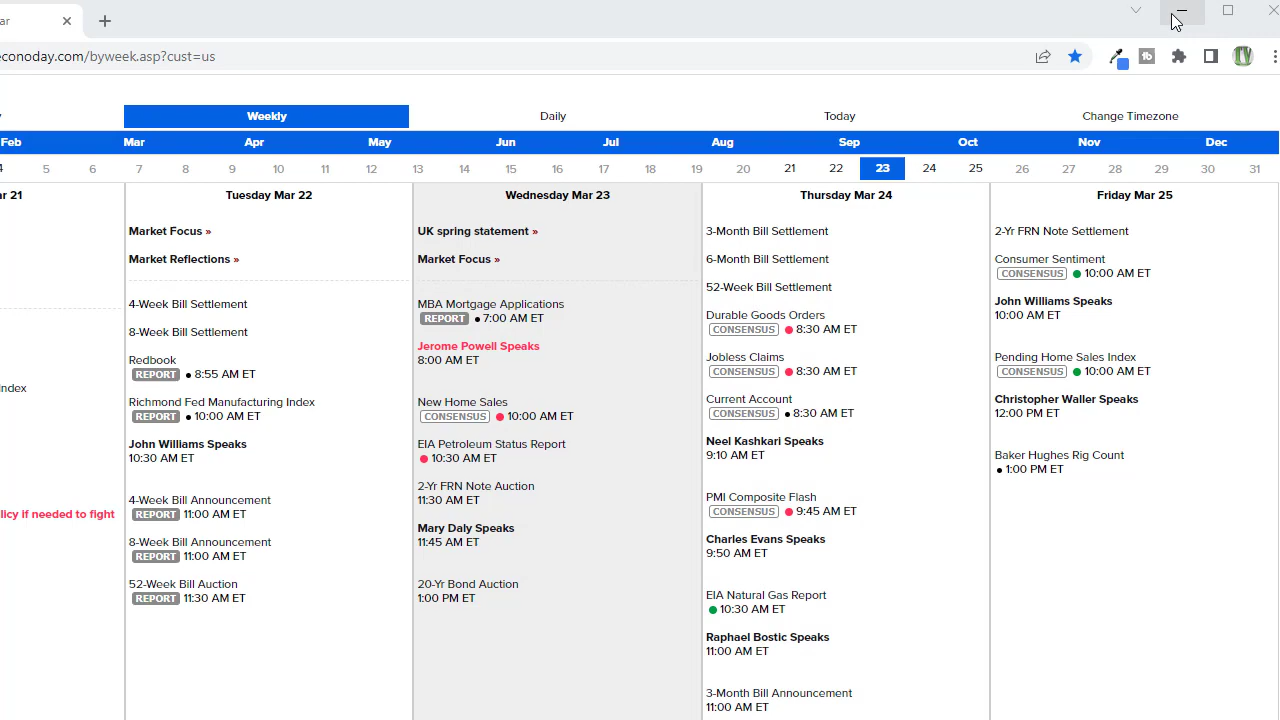 ar
econoday.com/byweek.asp?cust=us
Weekly
Daily
Today
Change Timezone
Feb
Mar
Apr
May
Jun
Jul
Aug
Sep
Oct
Nov
Dec
5 6 7 8 9 10 11 12 13 14 15 16 17 18 19 20 21 22 23 24 25 26 27 28 29 30 31
ar 21
ndex
licy if needed to fight
Tuesday Mar 22
Market Focus »
Market Reflections »
4-Week Bill Settlement
8-Week Bill Settlement
Redbook
REPORT 8:55 AM ET
Richmond Fed Manufacturing Index
REPORT 10:00 AM ET
John Williams Speaks
10:30 AM ET
4-Week Bill Announcement
REPORT 11:00 AM ET
8-Week Bill Announcement
REPORT 11:00 AM ET
52-Week Bill Auction
REPORT 11:30 AM ET
Wednesday Mar 23
UK spring statement »
Market Focus »
MBA Mortgage Applications
REPORT 7:00 AM ET
Jerome Powell Speaks
8:00 AM ET
New Home Sales
CONSENSUS 10:00 AM ET
EIA Petroleum Status Report
10:30 AM ET
2-Yr FRN Note Auction
11:30 AM ET
Mary Daly Speaks
11:45 AM ET
20-Yr Bond Auction
1:00 PM ET
Thursday Mar 24
3-Month Bill Settlement
6-Month Bill Settlement
52-Week Bill Settlement
Durable Goods Orders
CONSENSUS 8:30 AM ET
Jobless Claims
CONSENSUS 8:30 AM ET
Current Account
CONSENSUS 8:30 AM ET
Neel Kashkari Speaks
9:10 AM ET
PMI Composite Flash
CONSENSUS 9:45 AM ET
Charles Evans Speaks
9:50 AM ET
EIA Natural Gas Report
10:30 AM ET
Raphael Bostic Speaks
11:00 AM ET
3-Month Bill Announcement
11:00 AM ET
Friday Mar 25
2-Yr FRN Note Settlement
Consumer Sentiment
CONSENSUS 10:00 AM ET
John Williams Speaks
10:00 AM ET
Pending Home Sales Index
CONSENSUS 10:00 AM ET
Christopher Waller Speaks
12:00 PM ET
Baker Hughes Rig Count
1:00 PM ET